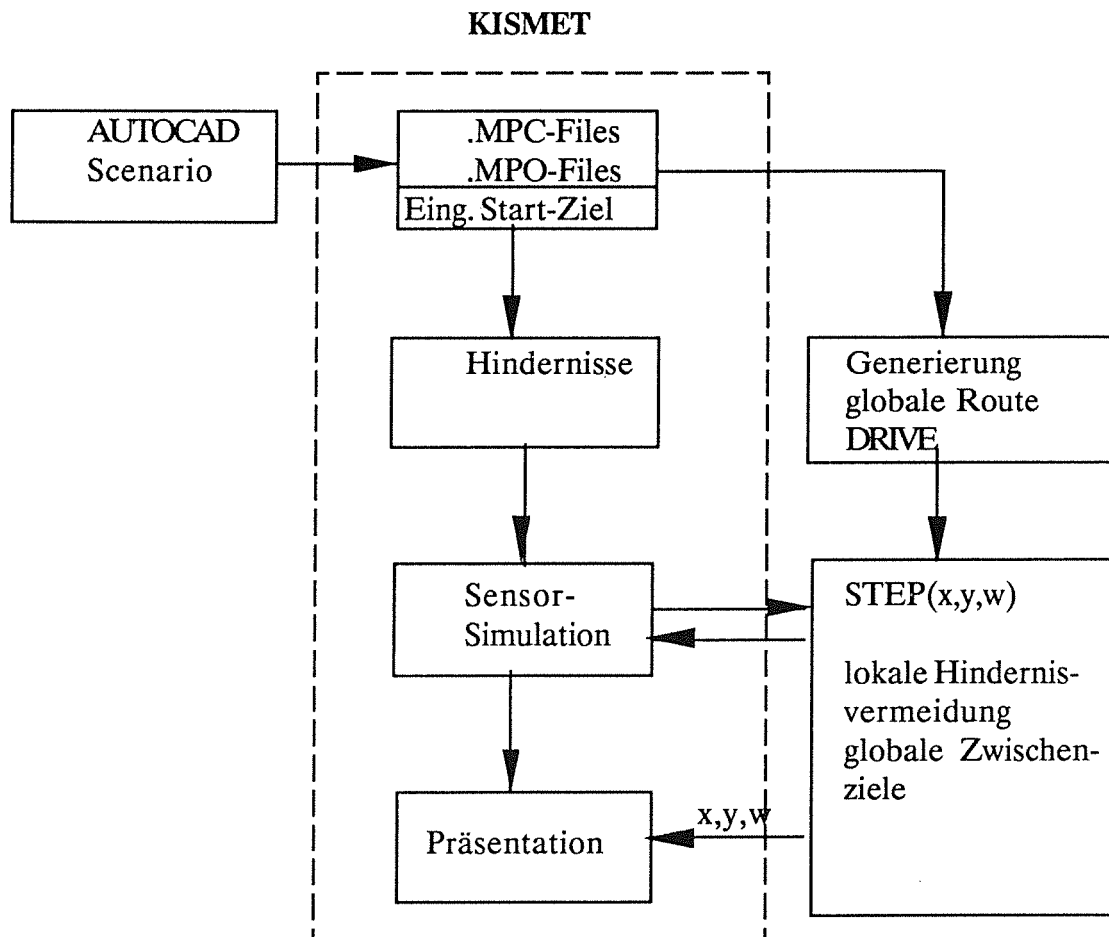 KISMET
AUTOCAD
Scenario
.MPC-Files
.MPO-Files
Eing. Start-Ziel
Hindernisse
Generierung
globale Route
DRIVE
Sensor-
Simulation
STEP(x,y,w)
lokale Hindernis-
vermeidung
globale Zwischen-
ziele
x,y,w
Präsentation